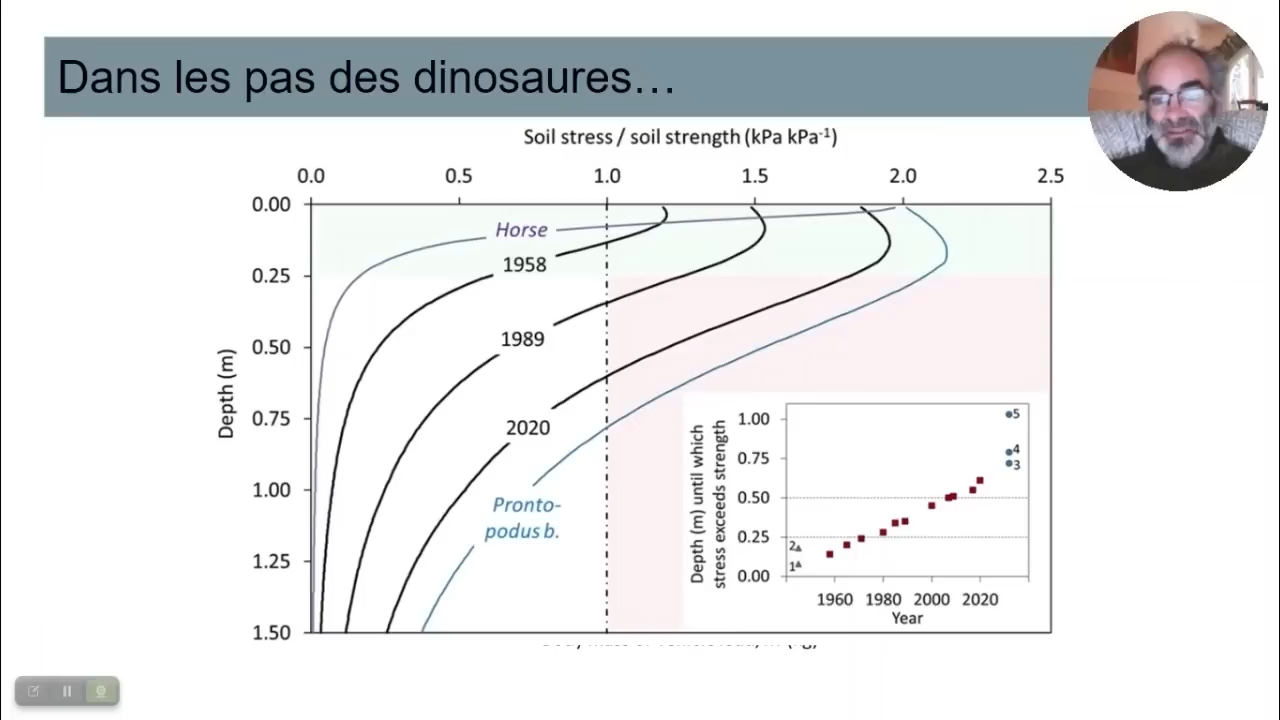 Dans les pas des dinosaures…
Soil stress / soil strength (kPa kPa-1)
0.0 0.5 1.0 1.5 2.0 2.5
0.00
0.25
0.50
0.75
1.00
1.25
1.50
Depth (m)
Horse
1958
1989
2020
Pronto-
podus b.
Depth (m) until which
stress exceeds strength
1.00
0.75
0.50
0.25
0.00
5
4
3
2
1
1960 1980 2000 2020
Year